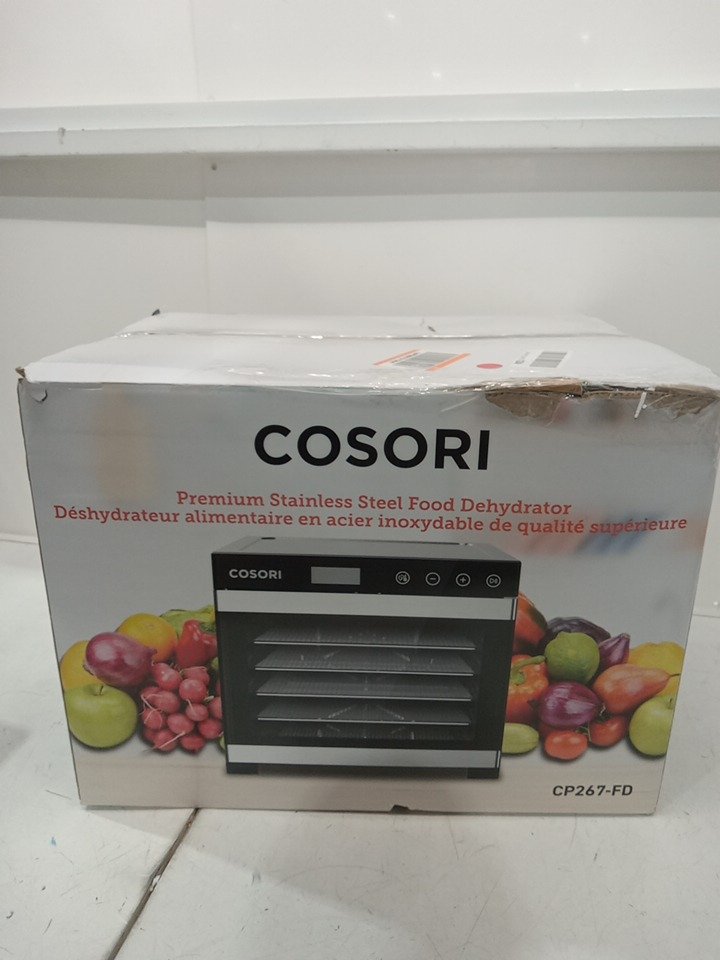 COSORI
Premium Stainless Steel Food Dehydrator
Déshydrateur alimentaire en acier inoxydable de qualité supérieure
COSORI
CP267-FD